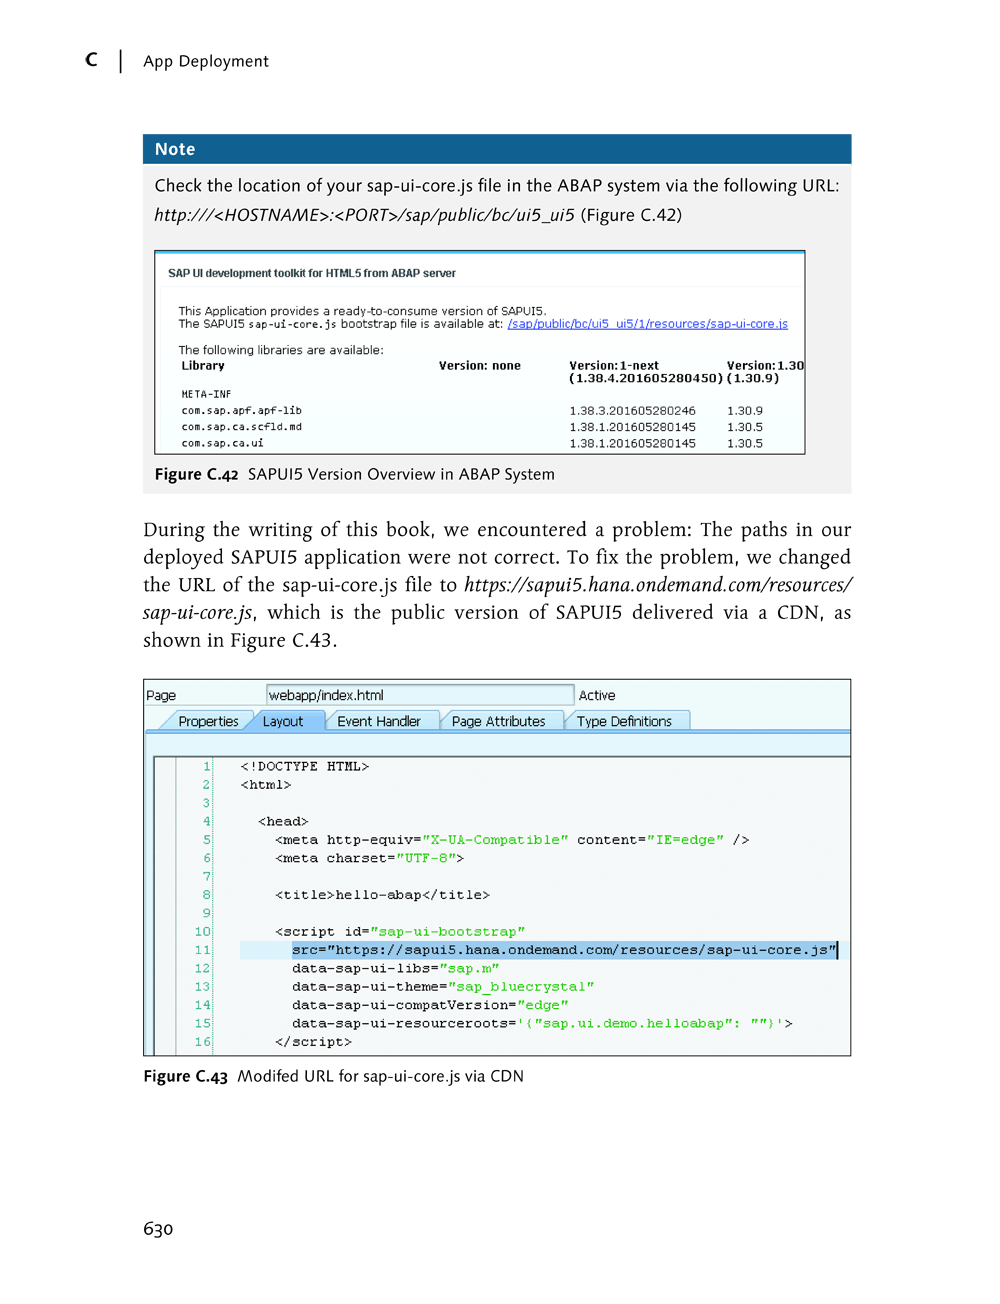 C | App Deployment
Note
Check the location of your sap-ui-core.js file in the ABAP system via the following URL:
http:///<HOSTNAME>:<PORT>/sap/public/bc/ui5_ui5 (Figure C.42)
SAP UI development toolkit for HTML5 from ABAP server
This Application provides a ready-to-consume version of SAPUI5.
The SAPUI5 sap-ui-core.js bootstrap file is available at: /sap/public/bc/ui5_ui5/1/resources/sap-ui-core.js
The following libraries are available:
Library Version: none Version:1-next Version:1.30
(1.38.4.201605280450) (1.30.9)
META-INF
com.sap.apf.apf-lib 1.38.3.201605280246 1.30.9
com.sap.ca.scfld.md 1.38.1.201605280145 1.30.5
com.sap.ca.ui 1.38.1.201605280145 1.30.5
Figure C.42 SAPUI5 Version Overview in ABAP System
During the writing of this book, we encountered a problem: The paths in our
deployed SAPUI5 application were not correct. To fix the problem, we changed
the URL of the sap-ui-core.js file to https://sapui5.hana.ondemand.com/resources/
sap-ui-core.js, which is the public version of SAPUI5 delivered via a CDN, as
shown in Figure C.43.
Page webapp/index.html Active
Properties Layout Event Handler Page Attributes Type Definitions
1 <!DOCTYPE HTML>
2 <html>
3
4 <head>
5 <meta http-equiv="X-UA-Compatible" content="IE=edge" />
6 <meta charset="UTF-8">
7
8 <title>hello-abap</title>
9
10 <script id="sap-ui-bootstrap"
11 src="https://sapui5.hana.ondemand.com/resources/sap-ui-core.js"
12 data-sap-ui-libs="sap.m"
13 data-sap-ui-theme="sap_bluecrystal"
14 data-sap-ui-compatVersion="edge"
15 data-sap-ui-resourceroots='{"sap.ui.demo.helloabap": ""}'>
16 </script>
Figure C.43 Modifed URL for sap-ui-core.js via CDN
630